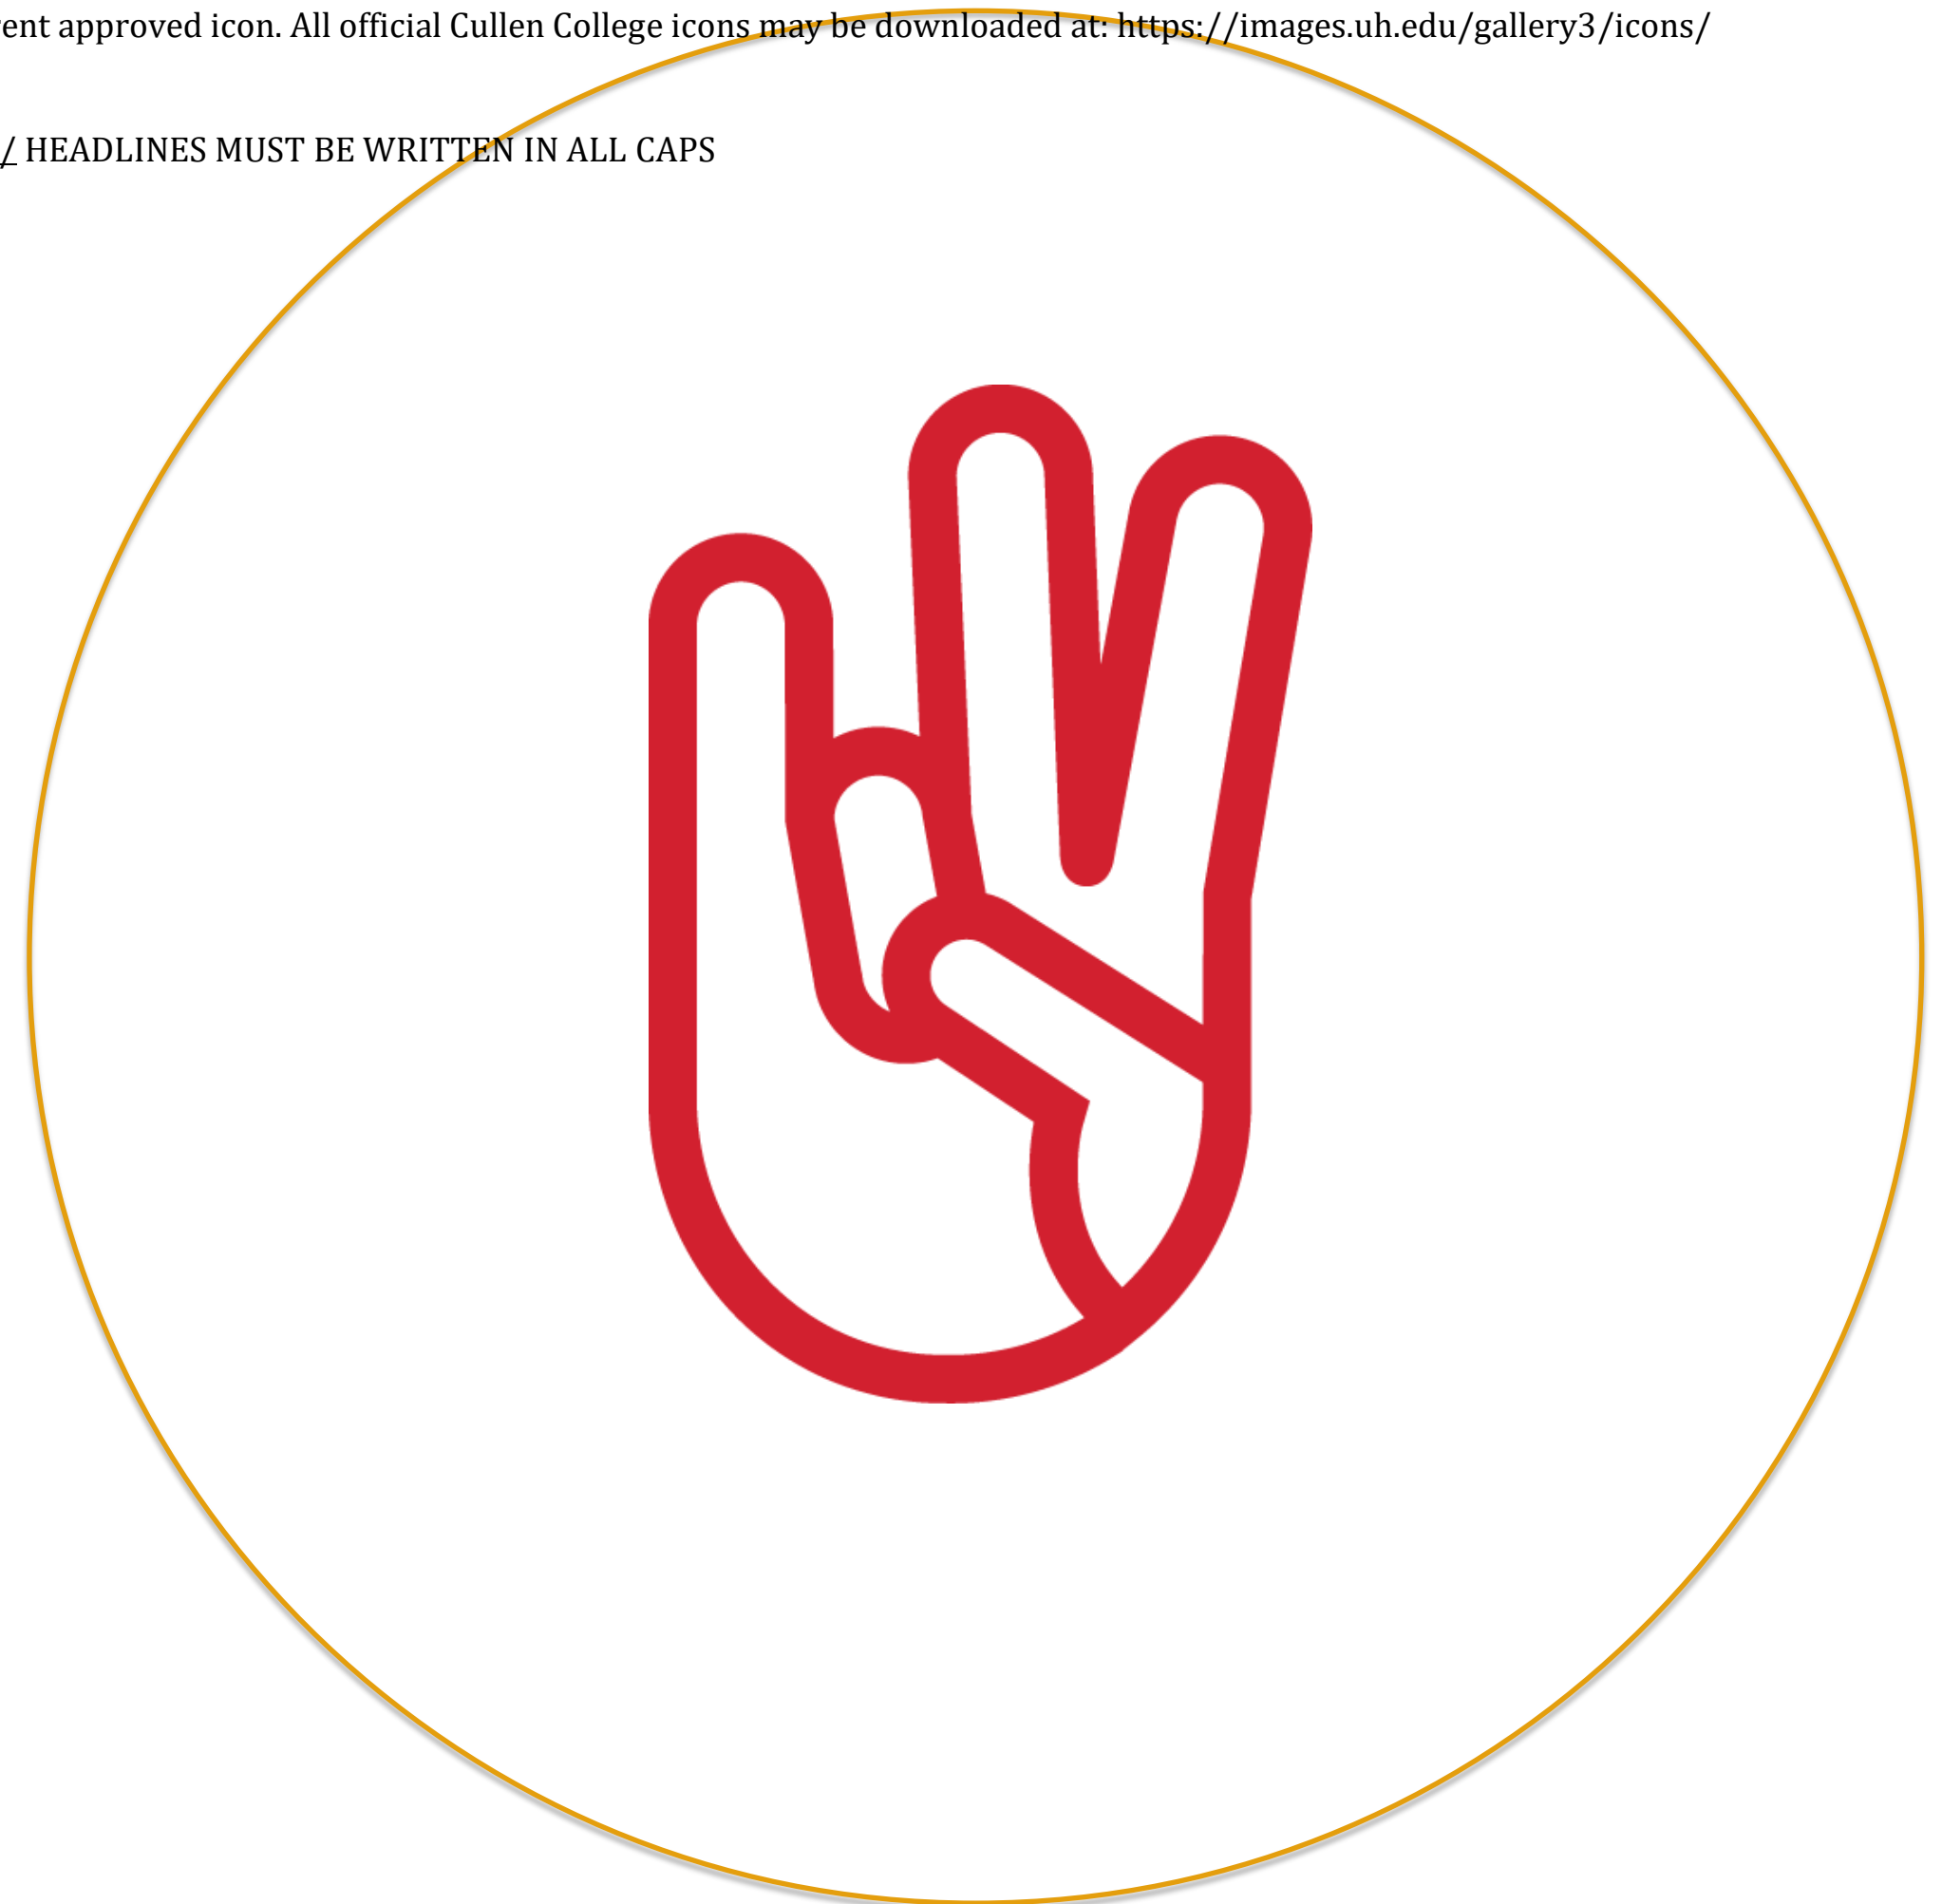 approved icon. All official Cullen College icons may be downloaded at: https://images.uh.edu/gallery3/icons/
/ HEADLINES MUST BE WRITTEN IN ALL CAPS